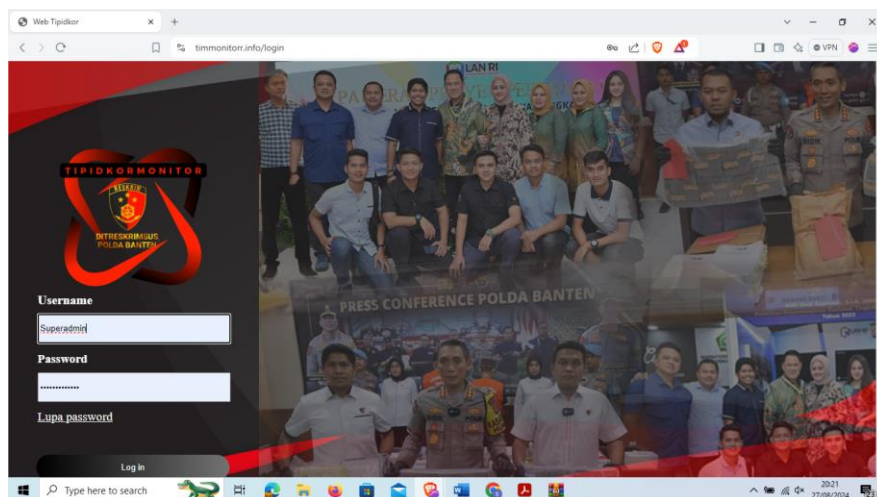 Web Tipidkor
timmonitorr.info/login
VPN
LAN RI
TIPIDKORMONITOR
RESKRIM
DITRESKRIMSUS
POLDA BANTEN
Username
Superadmin
Password
Lupa password
Log in
PRESS CONFERENCE POLDA BANTEN
Type here to search
20:21
27/08/2024